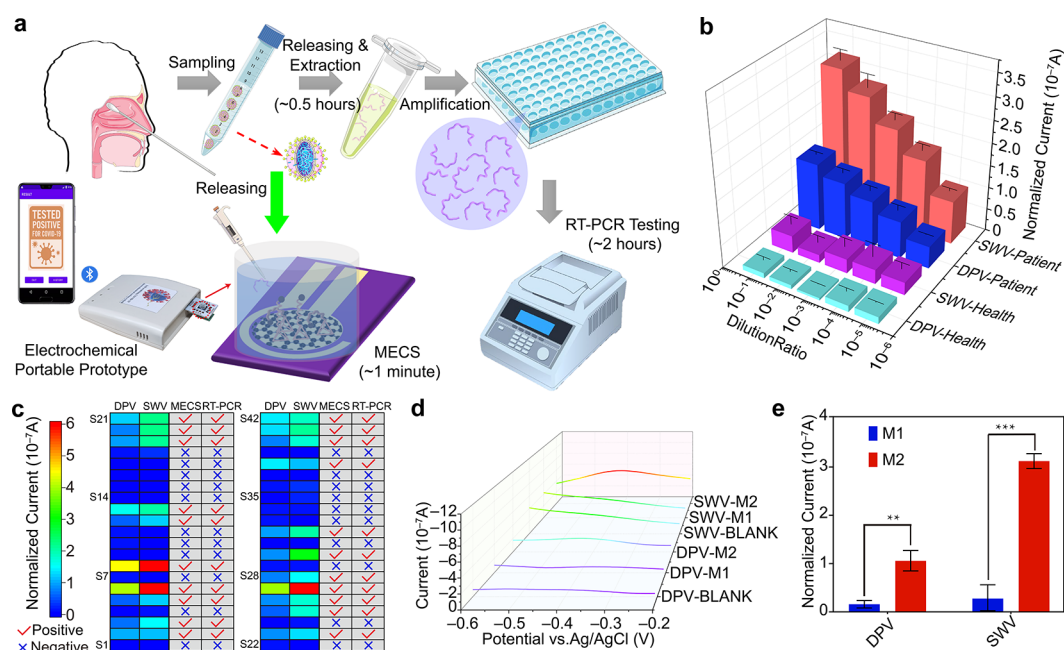 a
Sampling
Releasing &
Extraction
(~0.5 hours)
Amplification
Releasing
RT-PCR Testing
(~2 hours)
RESULT
TESTED
POSITIVE
FOR COVID-19
Electrochemical
Portable Prototype
MECS
(~1 minute)
b
Normalized Current (10⁻⁷A)
3.5
3.0
2.5
2.0
1.5
1.0
0.5
0
SWV-Patient
DPV-Patient
SWV-Health
DPV-Health
10⁰
10⁻¹
10⁻²
10⁻³
10⁻⁴
10⁻⁵
10⁻⁶
DilutionRatio
c
Normalized Current (10⁻⁷A)
6
5
4
3
2
1
0
DPV SWV MECS RT-PCR
S21
S14
S7
S1
DPV SWV MECS RT-PCR
S42
S35
S28
S22
Positive
Negative
d
Current (10⁻⁷A)
−12
−10
−8
−6
−4
−2
−0.6 −0.5 −0.4 −0.3 −0.2
Potential vs.Ag/AgCl (V)
SWV-M2
SWV-M1
SWV-BLANK
DPV-M2
DPV-M1
DPV-BLANK
e
Normalized Current (10⁻⁷A)
4
3
2
1
0
M1
M2
**
***
DPV
SWV